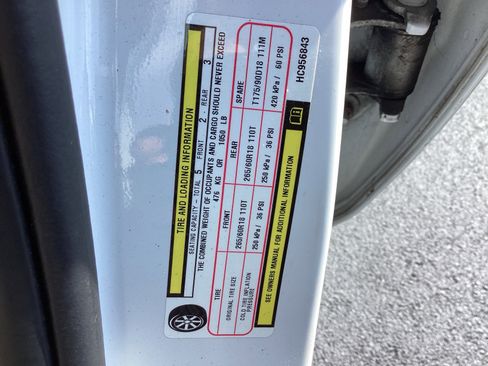 TIRE AND LOADING INFORMATION
SEATING CAPACITY - TOTAL 5 FRONT 2 - REAR 3
THE COMBINED WEIGHT OF OCCUPANTS AND CARGO SHOULD NEVER EXCEED
476 KG OR 1050 LB
TIRE FRONT REAR SPARE
ORIGINAL TIRE SIZE 265/60R18 110T 265/60R18 110T T175/90D18 111M
COLD TIRE INFLATION
PRESSURE 250 kPa / 36 PSI 250 kPa / 36 PSI 420 kPa / 60 PSI
SEE OWNERS MANUAL FOR ADDITIONAL INFORMATION
HC956843